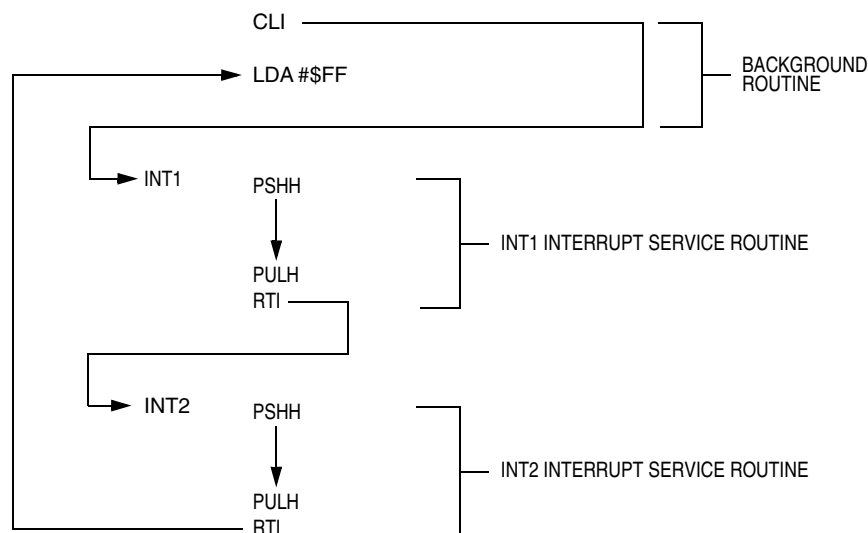 CLI
LDA #$FF
BACKGROUND
ROUTINE
INT1
PSHH
INT1 INTERRUPT SERVICE ROUTINE
PULH
RTI
INT2
PSHH
INT2 INTERRUPT SERVICE ROUTINE
PULH
RTI